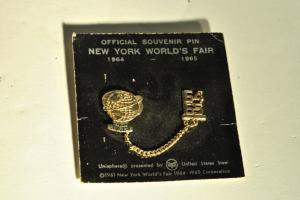 OFFICIAL SOUVENIR PIN
NEW YORK WORLD'S FAIR
1964 1965
Unisphere® presented by USS United States Steel
©1961 New York World's Fair 1964-1965 Corporation